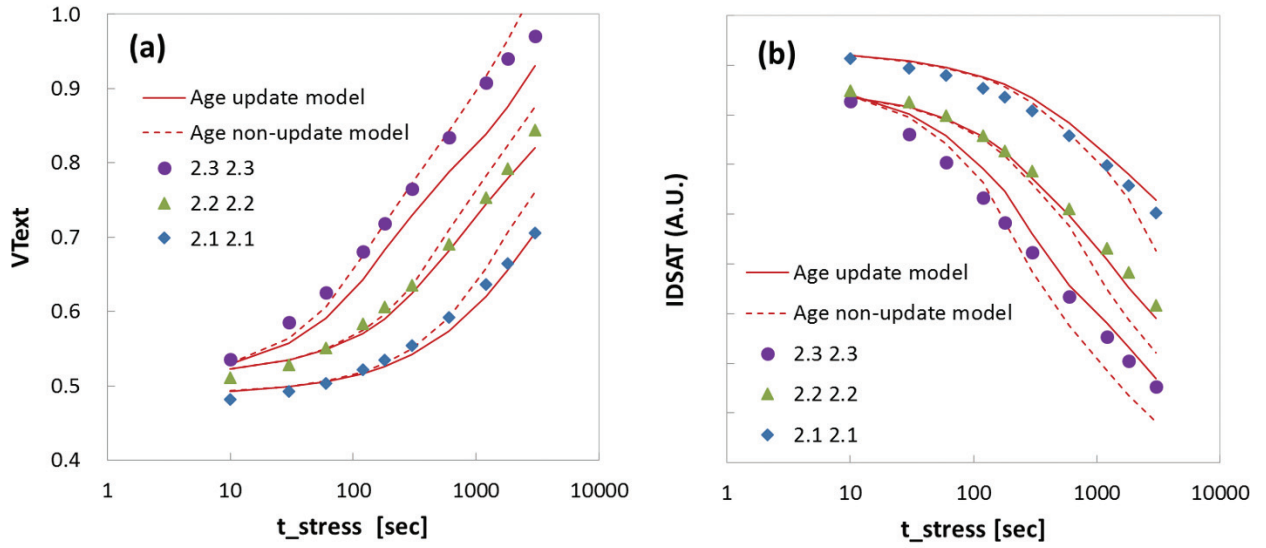 (a)
VText
1.0
0.9
0.8
0.7
0.6
0.5
0.4
Age update model
Age non-update model
2.3 2.3
2.2 2.2
2.1 2.1
1
10
100
1000
10000
t_stress [sec]
(b)
IDSAT (A.U.)
Age update model
Age non-update model
2.3 2.3
2.2 2.2
2.1 2.1
1
10
100
1000
10000
t_stress [sec]